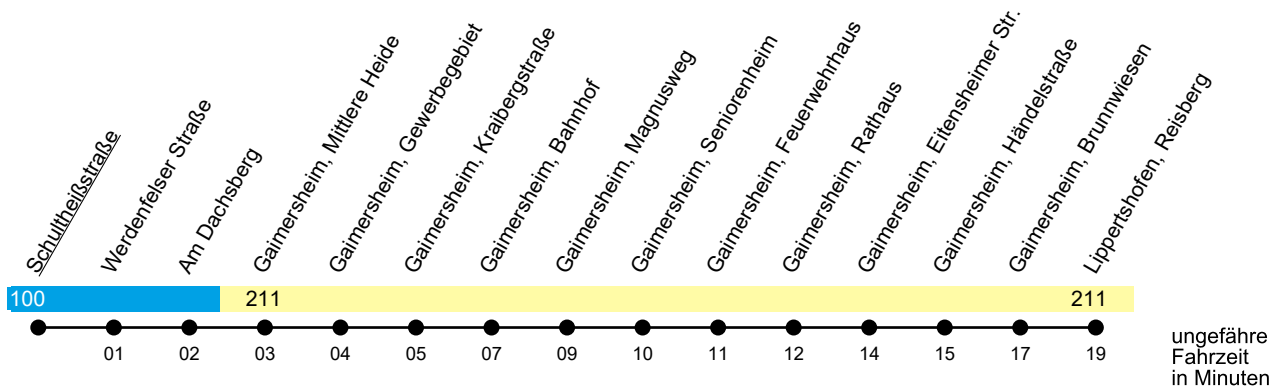 Schultheißstraße
Werdenfelser Straße
Am Dachsberg
Gaimersheim, Mittlere Heide
Gaimersheim, Gewerbegebiet
Gaimersheim, Kraibergstraße
Gaimersheim, Bahnhof
Gaimersheim, Magnusweg
Gaimersheim, Seniorenheim
Gaimersheim, Feuerwehrhaus
Gaimersheim, Rathaus
Gaimersheim, Eitensheimer Str.
Gaimersheim, Händelstraße
Gaimersheim, Brunnwiesen
Lippertshofen, Reisberg
100 211 211
01 02 03 04 05 07 09 10 11 12 14 15 17 19
ungefähre
Fahrzeit
in Minuten